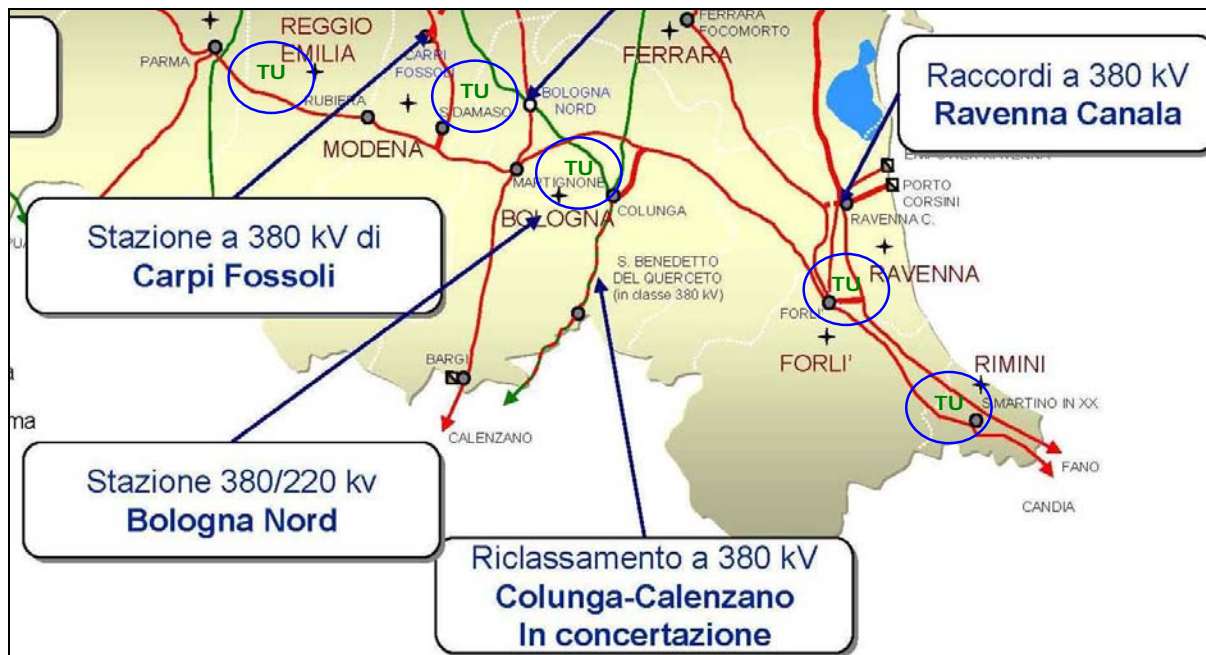 FERRARA
FOCOMORTO
REGGIO
EMILIA
PARMA
TU
CARPI
FOSSOLI
FERRARA
RUBIERA
TU
S.DAMASO
BOLOGNA
NORD
MODENA
Raccordi a 380 kV
Ravenna Canala
MARTIGNONE
TU
BOLOGNA
COLUNGA
PORTO
CORSINI
RAVENNA C.
Stazione a 380 kV di
Carpi Fossoli
S. BENEDETTO
DEL QUERCETO
(in classe 380 kV)
RAVENNA
TU
FORLI'
FORLI'
BARGI
RIMINI
TU
S.MARTINO IN XX
ma
CALENZANO
FANO
CANDIA
Stazione 380/220 kv
Bologna Nord
Riclassamento a 380 kV
Colunga-Calenzano
In concertazione